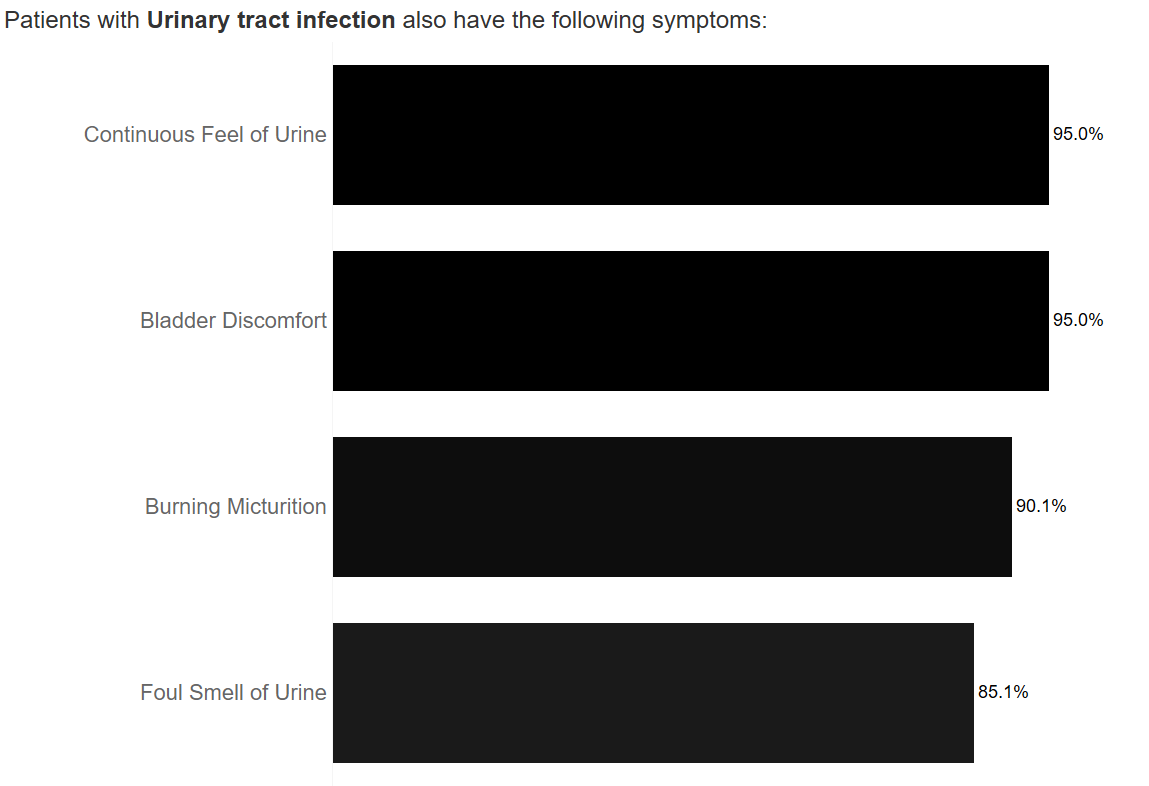 Patients with Urinary tract infection also have the following symptoms:
Continuous Feel of Urine 95.0%
Bladder Discomfort 95.0%
Burning Micturition 90.1%
Foul Smell of Urine 85.1%